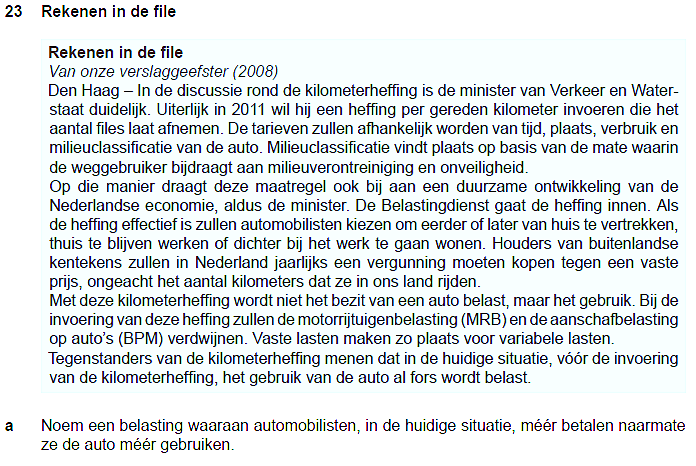 23 Rekenen in de file
Rekenen in de file
Van onze verslaggeefster (2008)
Den Haag – In de discussie rond de kilometerheffing is de minister van Verkeer en Water-
staat duidelijk. Uiterlijk in 2011 wil hij een heffing per gereden kilometer invoeren die het
aantal files laat afnemen. De tarieven zullen afhankelijk worden van tijd, plaats, verbruik en
milieuclassificatie van de auto. Milieuclassificatie vindt plaats op basis van de mate waarin
de weggebruiker bijdraagt aan milieuverontreiniging en onveiligheid.
Op die manier draagt deze maatregel ook bij aan een duurzame ontwikkeling van de
Nederlandse economie, aldus de minister. De Belastingdienst gaat de heffing innen. Als
de heffing effectief is zullen automobilisten kiezen om eerder of later van huis te vertrekken,
thuis te blijven werken of dichter bij het werk te gaan wonen. Houders van buitenlandse
kentekens zullen in Nederland jaarlijks een vergunning moeten kopen tegen een vaste
prijs, ongeacht het aantal kilometers dat ze in ons land rijden.
Met deze kilometerheffing wordt niet het bezit van een auto belast, maar het gebruik. Bij de
invoering van deze heffing zullen de motorrijtuigenbelasting (MRB) en de aanschafbelasting
op auto's (BPM) verdwijnen. Vaste lasten maken zo plaats voor variabele lasten.
Tegenstanders van de kilometerheffing menen dat in de huidige situatie, vóór de invoering
van de kilometerheffing, het gebruik van de auto al fors wordt belast.
a Noem een belasting waaraan automobilisten, in de huidige situatie, méér betalen naarmate
ze de auto méér gebruiken.